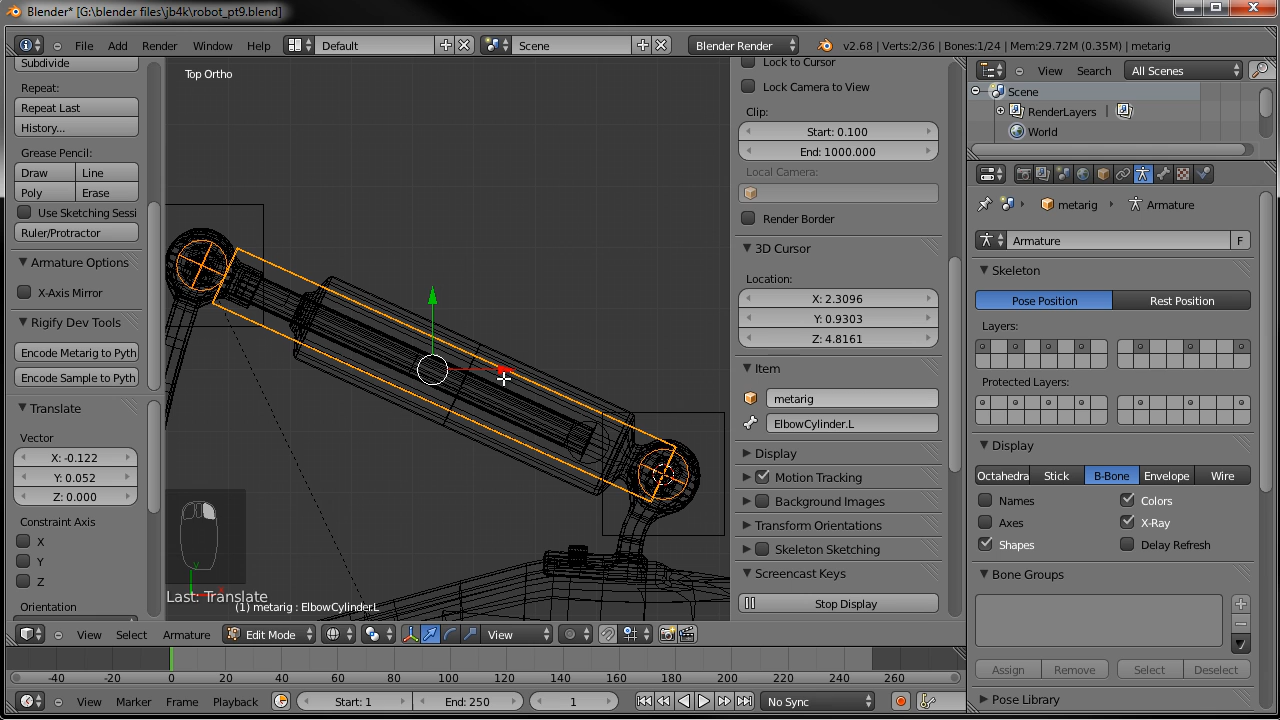 Blender* [G:\blender files\jb4k\robot_pt9.blend]
File Add Render Window Help Default Scene Blender Render v2.68 | Verts:2/36 | Bones:1/24 | Mem:29.72M (0.35M) | metarig
Subdivide
Repeat:
Repeat Last
History...
Grease Pencil:
Draw Line
Poly Erase
Use Sketching Sessi
Ruler/Protractor
Armature Options
X-Axis Mirror
Rigify Dev Tools
Encode Metarig to Pyth
Encode Sample to Pyth
Translate
Vector
X: -0.122
Y: 0.052
Z: 0.000
Constraint Axis
X
Y
Z
Orientation
Top Ortho
Last: Translate
(1) metarig : ElbowCylinder.L
Lock to Cursor
Lock Camera to View
Clip:
Start: 0.100
End: 1000.000
Local Camera:
Render Border
3D Cursor
Location:
X: 2.3096
Y: 0.9303
Z: 4.8161
Item
metarig
ElbowCylinder.L
Display
Motion Tracking
Background Images
Transform Orientations
Skeleton Sketching
Screencast Keys
Stop Display
View Search All Scenes
Scene
RenderLayers
World
metarig Armature
Armature F
Skeleton
Pose Position Rest Position
Layers:
Protected Layers:
Display
Octahedra Stick B-Bone Envelope Wire
Names Colors
Axes X-Ray
Shapes Delay Refresh
Bone Groups
Assign Remove Select Deselect
Pose Library
View Select Armature Edit Mode View
-40 -20 0 20 40 60 80 100 120 140 160 180 200 220 240 260
View Marker Frame Playback Start: 1 End: 250 1 No Sync